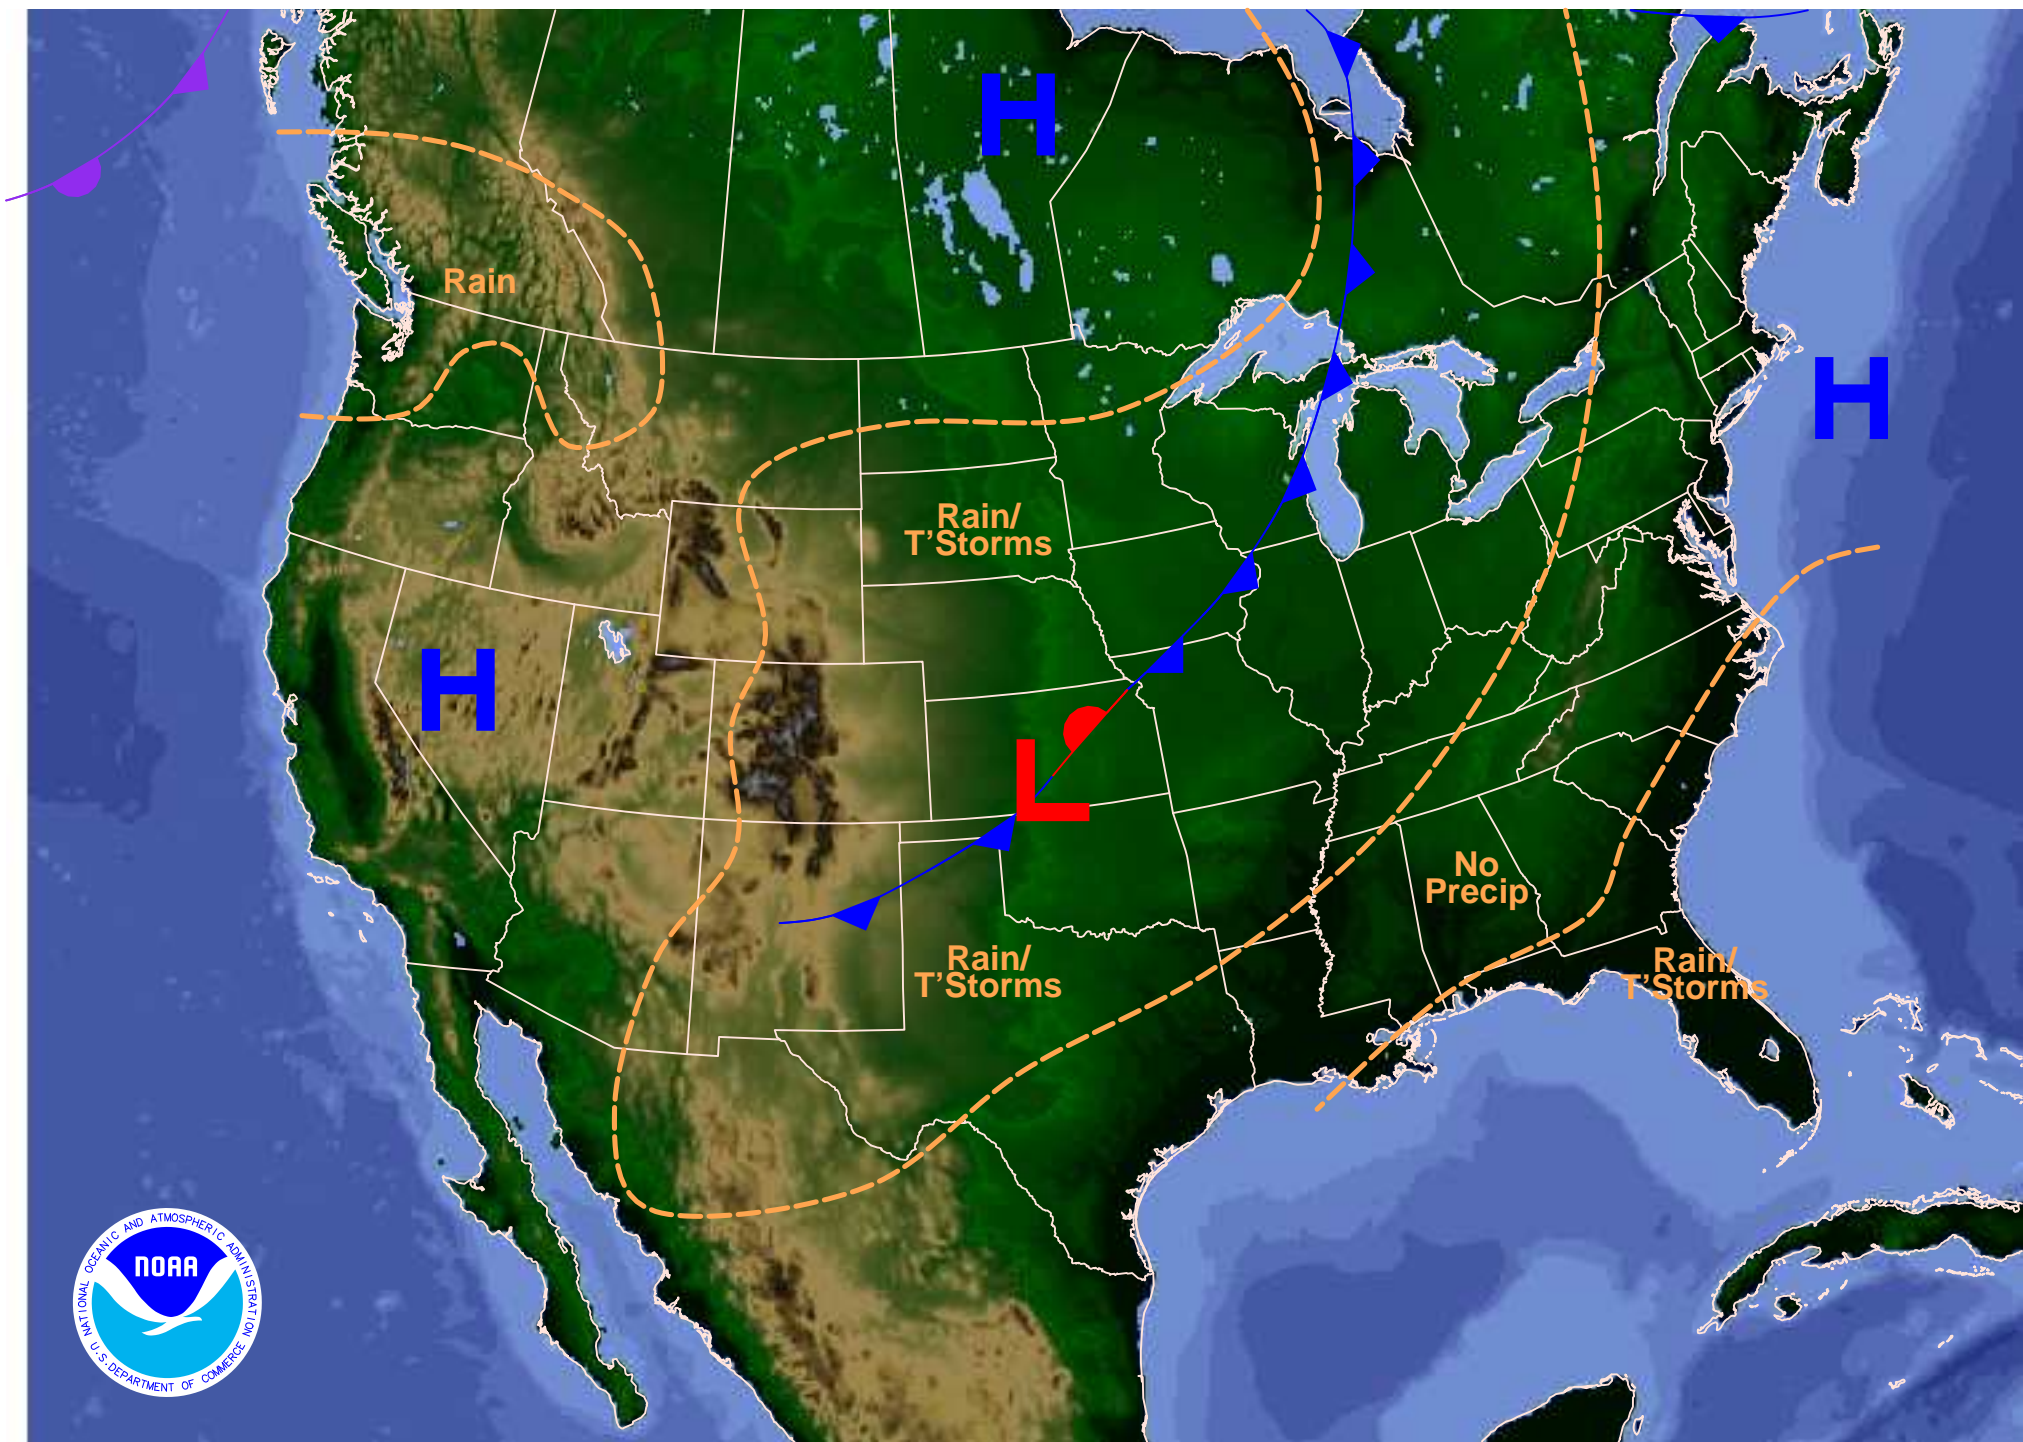 H
Rain
H
Rain/
T'Storms
H
L
No
Precip
Rain/
T'Storms
Rain/
T'Storms
NATIONAL OCEANIC AND ATMOSPHERIC ADMINISTRATION
NOAA
U.S. DEPARTMENT OF COMMERCE